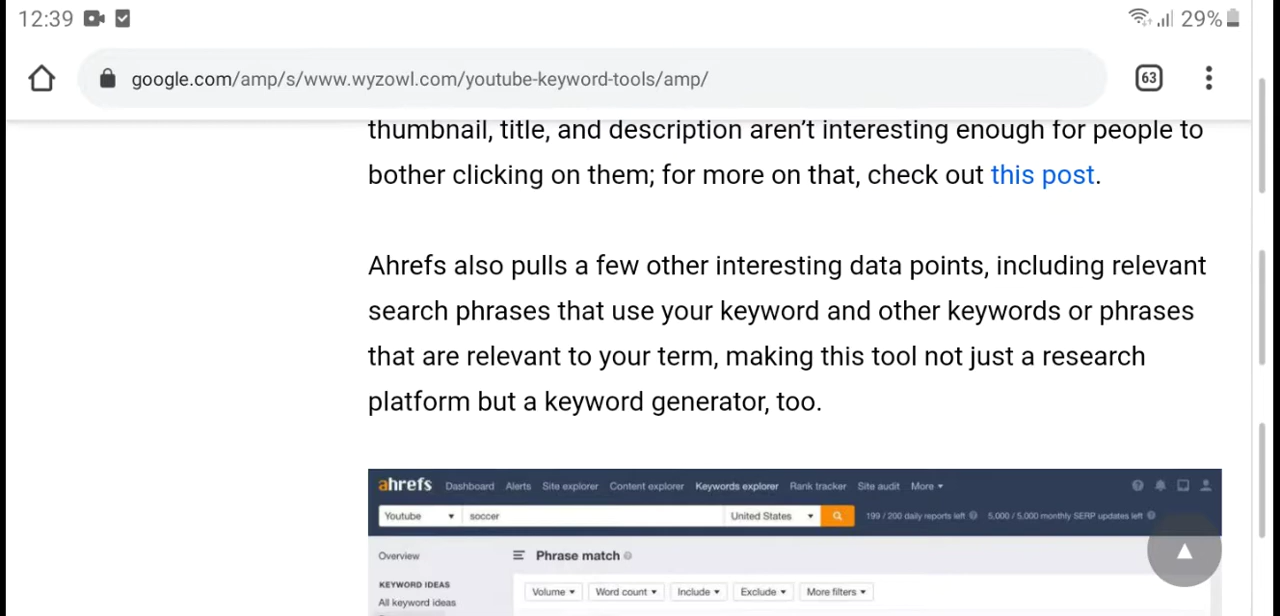 12:39 29%
google.com/amp/s/www.wyzowl.com/youtube-keyword-tools/amp/ 63
thumbnail, title, and description aren't interesting enough for people to
bother clicking on them; for more on that, check out this post.
Ahrefs also pulls a few other interesting data points, including relevant
search phrases that use your keyword and other keywords or phrases
that are relevant to your term, making this tool not just a research
platform but a keyword generator, too.
ahrefs Dashboard Alerts Site explorer Content explorer Keywords explorer Rank tracker Site audit More
Youtube soccer United States 199 / 200 daily reports left 5,000 / 5,000 monthly SERP updates left
Overview Phrase match
KEYWORD IDEAS Volume Word count Include Exclude More filters
All keyword ideas